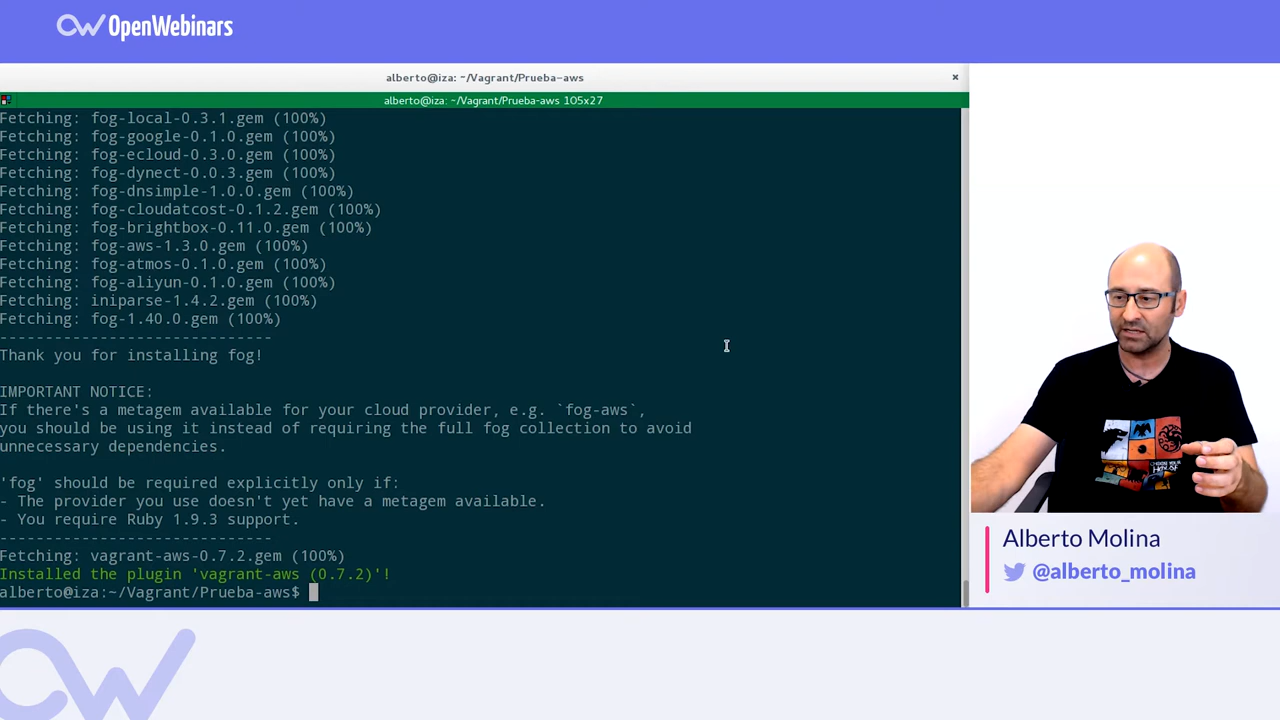 OpenWebinars
alberto@iza: ~/Vagrant/Prueba-aws
×
alberto@iza: ~/Vagrant/Prueba-aws 105x27
Fetching: fog-local-0.3.1.gem (100%)
Fetching: fog-google-0.1.0.gem (100%)
Fetching: fog-ecloud-0.3.0.gem (100%)
Fetching: fog-dynect-0.0.3.gem (100%)
Fetching: fog-dnsimple-1.0.0.gem (100%)
Fetching: fog-cloudatcost-0.1.2.gem (100%)
Fetching: fog-brightbox-0.11.0.gem (100%)
Fetching: fog-aws-1.3.0.gem (100%)
Fetching: fog-atmos-0.1.0.gem (100%)
Fetching: fog-aliyun-0.1.0.gem (100%)
Fetching: iniparse-1.4.2.gem (100%)
Fetching: fog-1.40.0.gem (100%)
------------------------------
Thank you for installing fog!
IMPORTANT NOTICE:
If there's a metagem available for your cloud provider, e.g. `fog-aws`,
you should be using it instead of requiring the full fog collection to avoid
unnecessary dependencies.
'fog' should be required explicitly only if:
- The provider you use doesn't yet have a metagem available.
- You require Ruby 1.9.3 support.
------------------------------
Fetching: vagrant-aws-0.7.2.gem (100%)
Installed the plugin 'vagrant-aws (0.7.2)'!
alberto@iza:~/Vagrant/Prueba-aws$
Alberto Molina
@alberto_molina